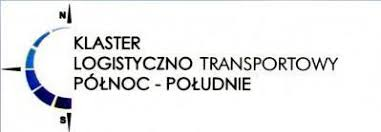 N
KLASTER
LOGISTYCZNO TRANSPORTOWY
PÓŁNOC - POŁUDNIE
S